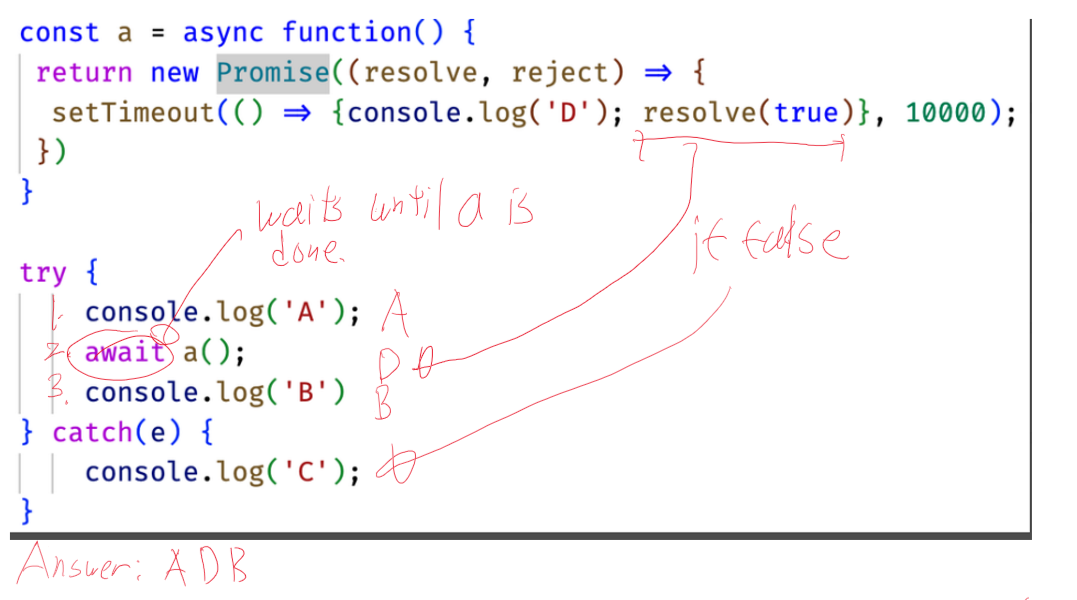 const a = async function() {
return new Promise((resolve, reject) ⇒ {
setTimeout(() ⇒ {console.log('D'); resolve(true)}, 10000);
})
}
waits until a is
done.
if false
try {
1. console.log('A'); A
2. await a(); D
3. console.log('B') B
} catch(e) {
console.log('C');
}
Answer: A D B